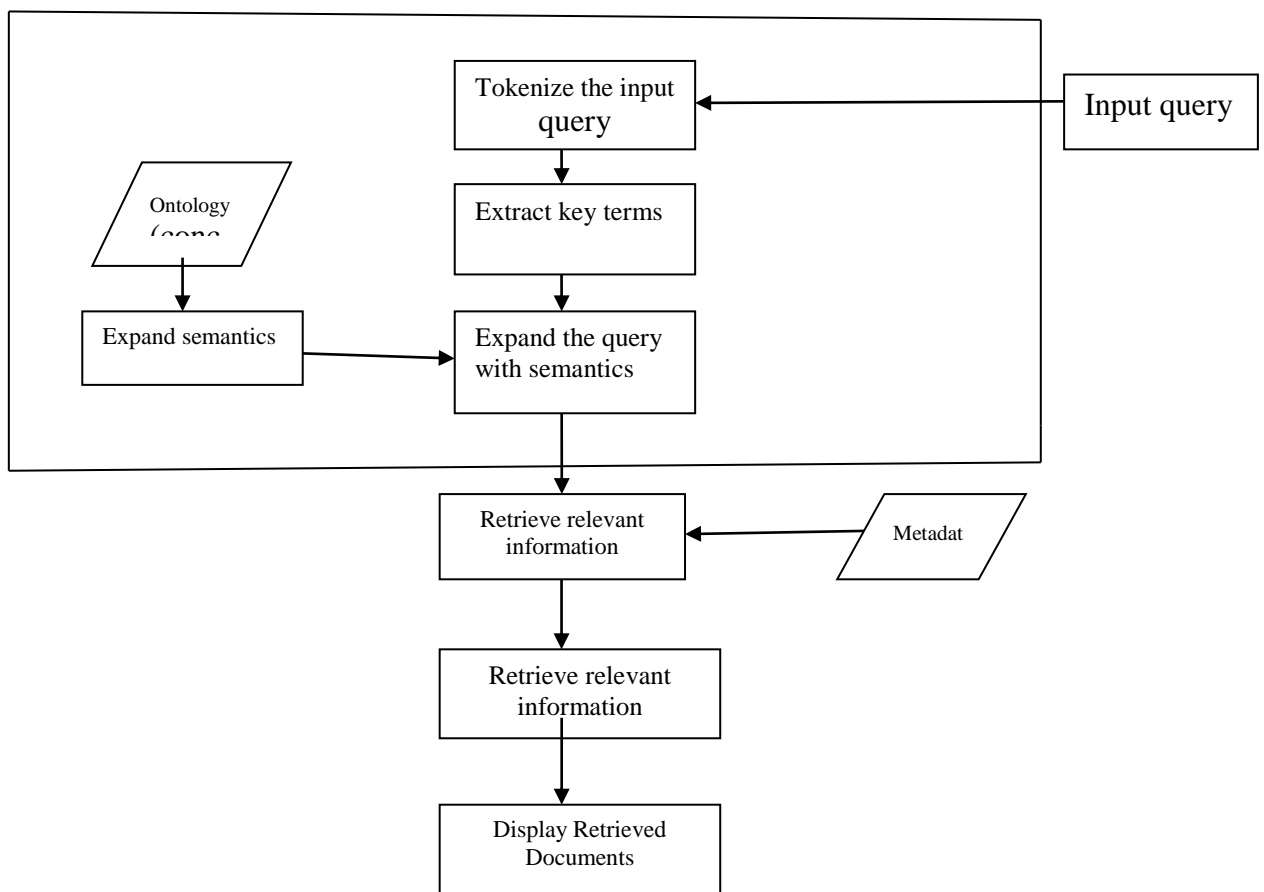 Tokenize the input
query
Input query
Extract key terms
Ontology
(conc
Expand semantics
Expand the query
with semantics
Retrieve relevant
information
Metadat
Retrieve relevant
information
Display Retrieved
Documents